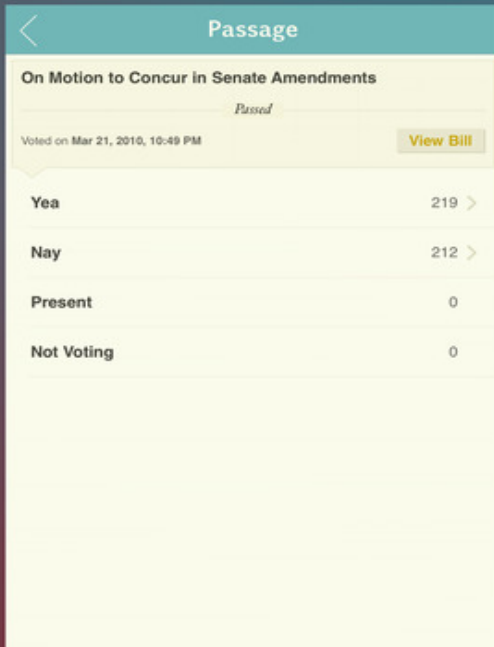 Passage
On Motion to Concur in Senate Amendments
Passed
Voted on Mar 21, 2010, 10:49 PM
View Bill
Yea 219
Nay 212
Present 0
Not Voting 0